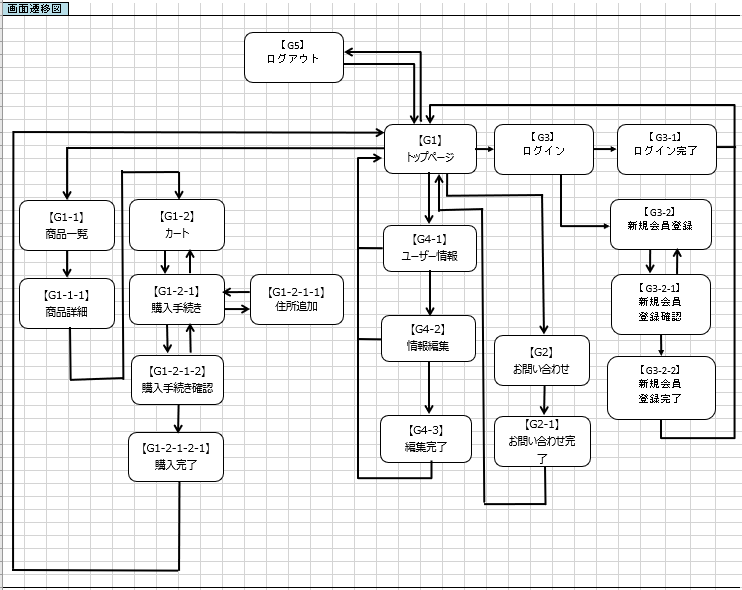 画面遷移図
【G5】
ログアウト
【G1】
トップページ
【G3】
ログイン
【G3-1】
ログイン完了
【G1-1】
商品一覧
【G1-2】
カート
【G3-2】
新規会員登録
【G4-1】
ユーザー情報
【G1-1-1】
商品詳細
【G1-2-1】
購入手続き
【G1-2-1-1】
住所追加
【G3-2-1】
新規会員
登録確認
【G4-2】
情報編集
【G2】
お問い合わせ
【G1-2-1-2】
購入手続き確認
【G3-2-2】
新規会員
登録完了
【G4-3】
編集完了
【G2-1】
お問い合わせ完
了
【G1-2-1-2-1】
購入完了